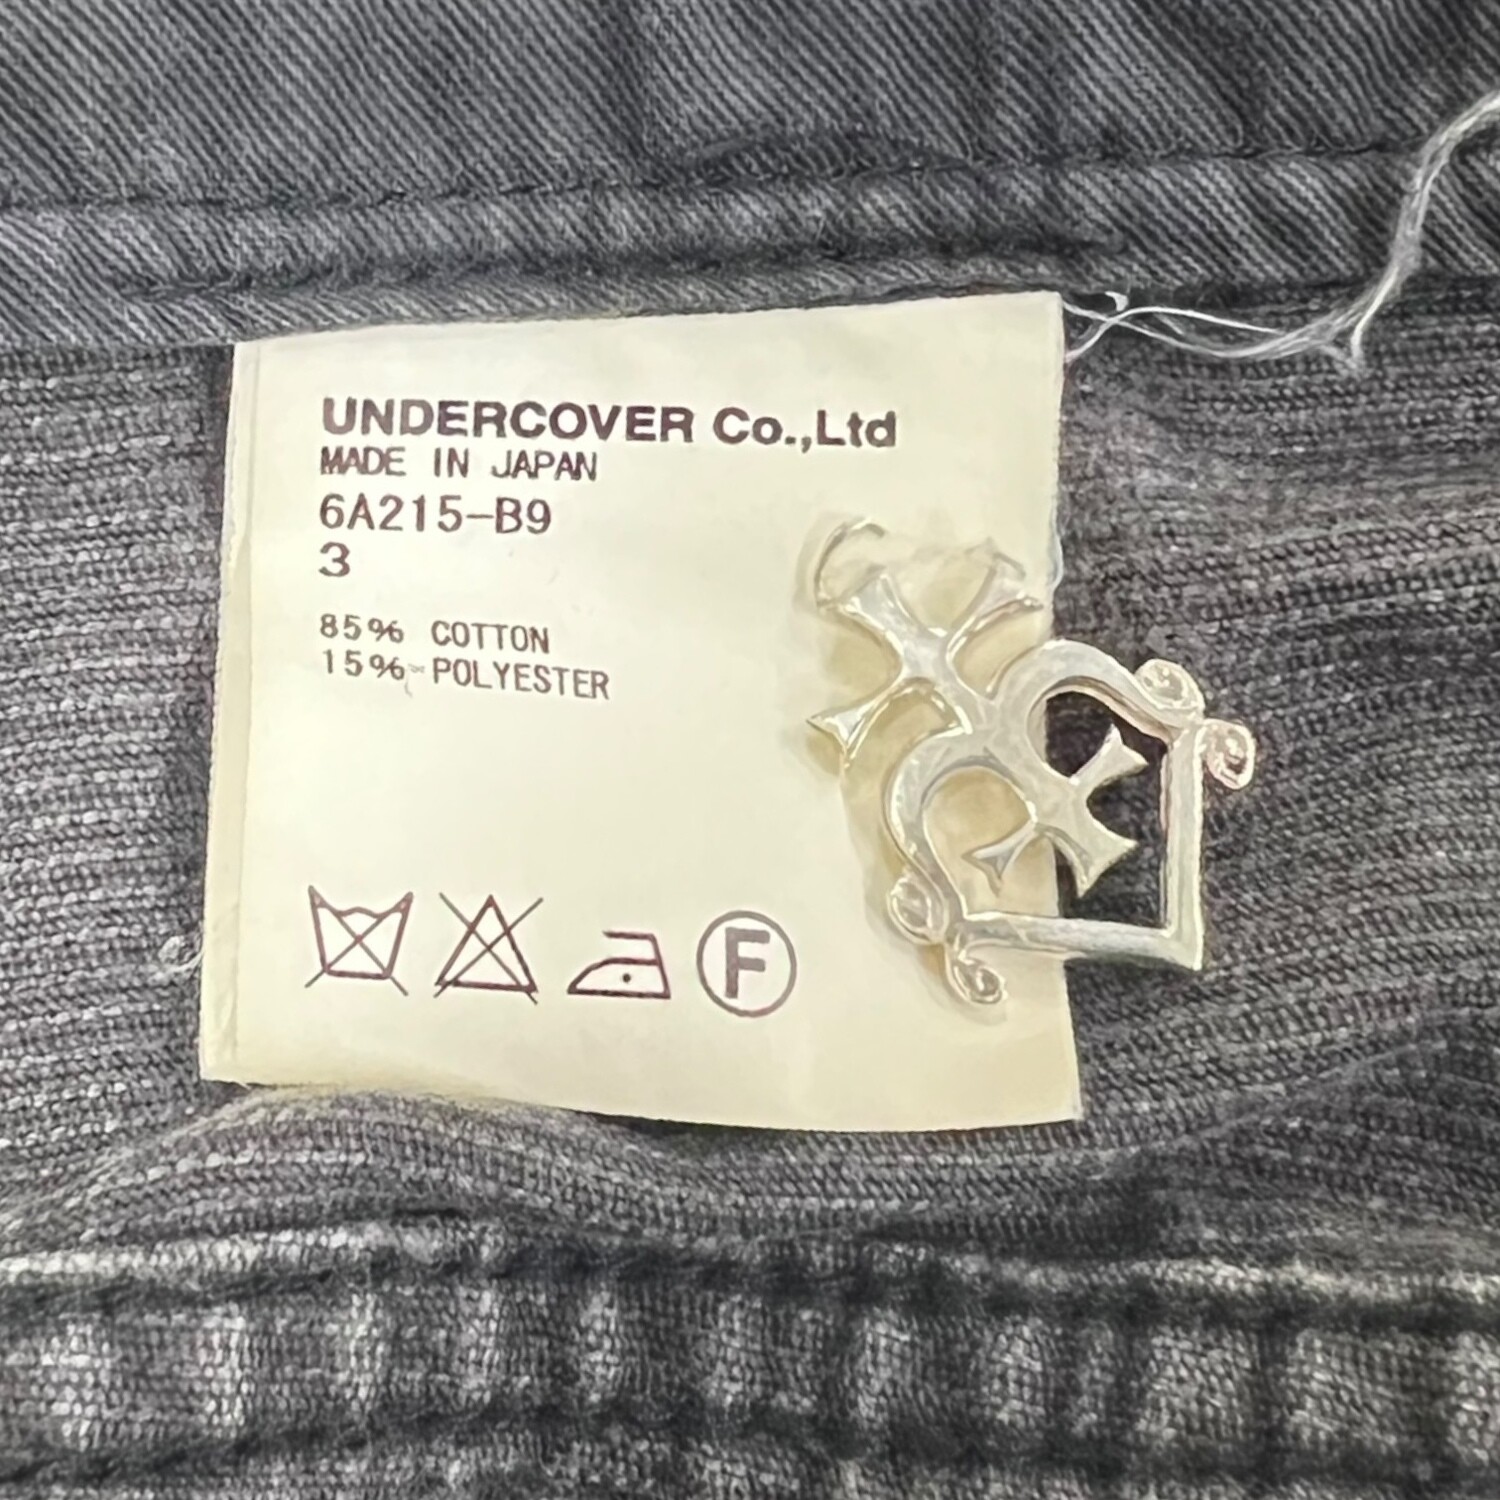 UNDERCOVER Co.,Ltd
MADE IN JAPAN
6A215-B9
3
85% COTTON
15% POLYESTER
F